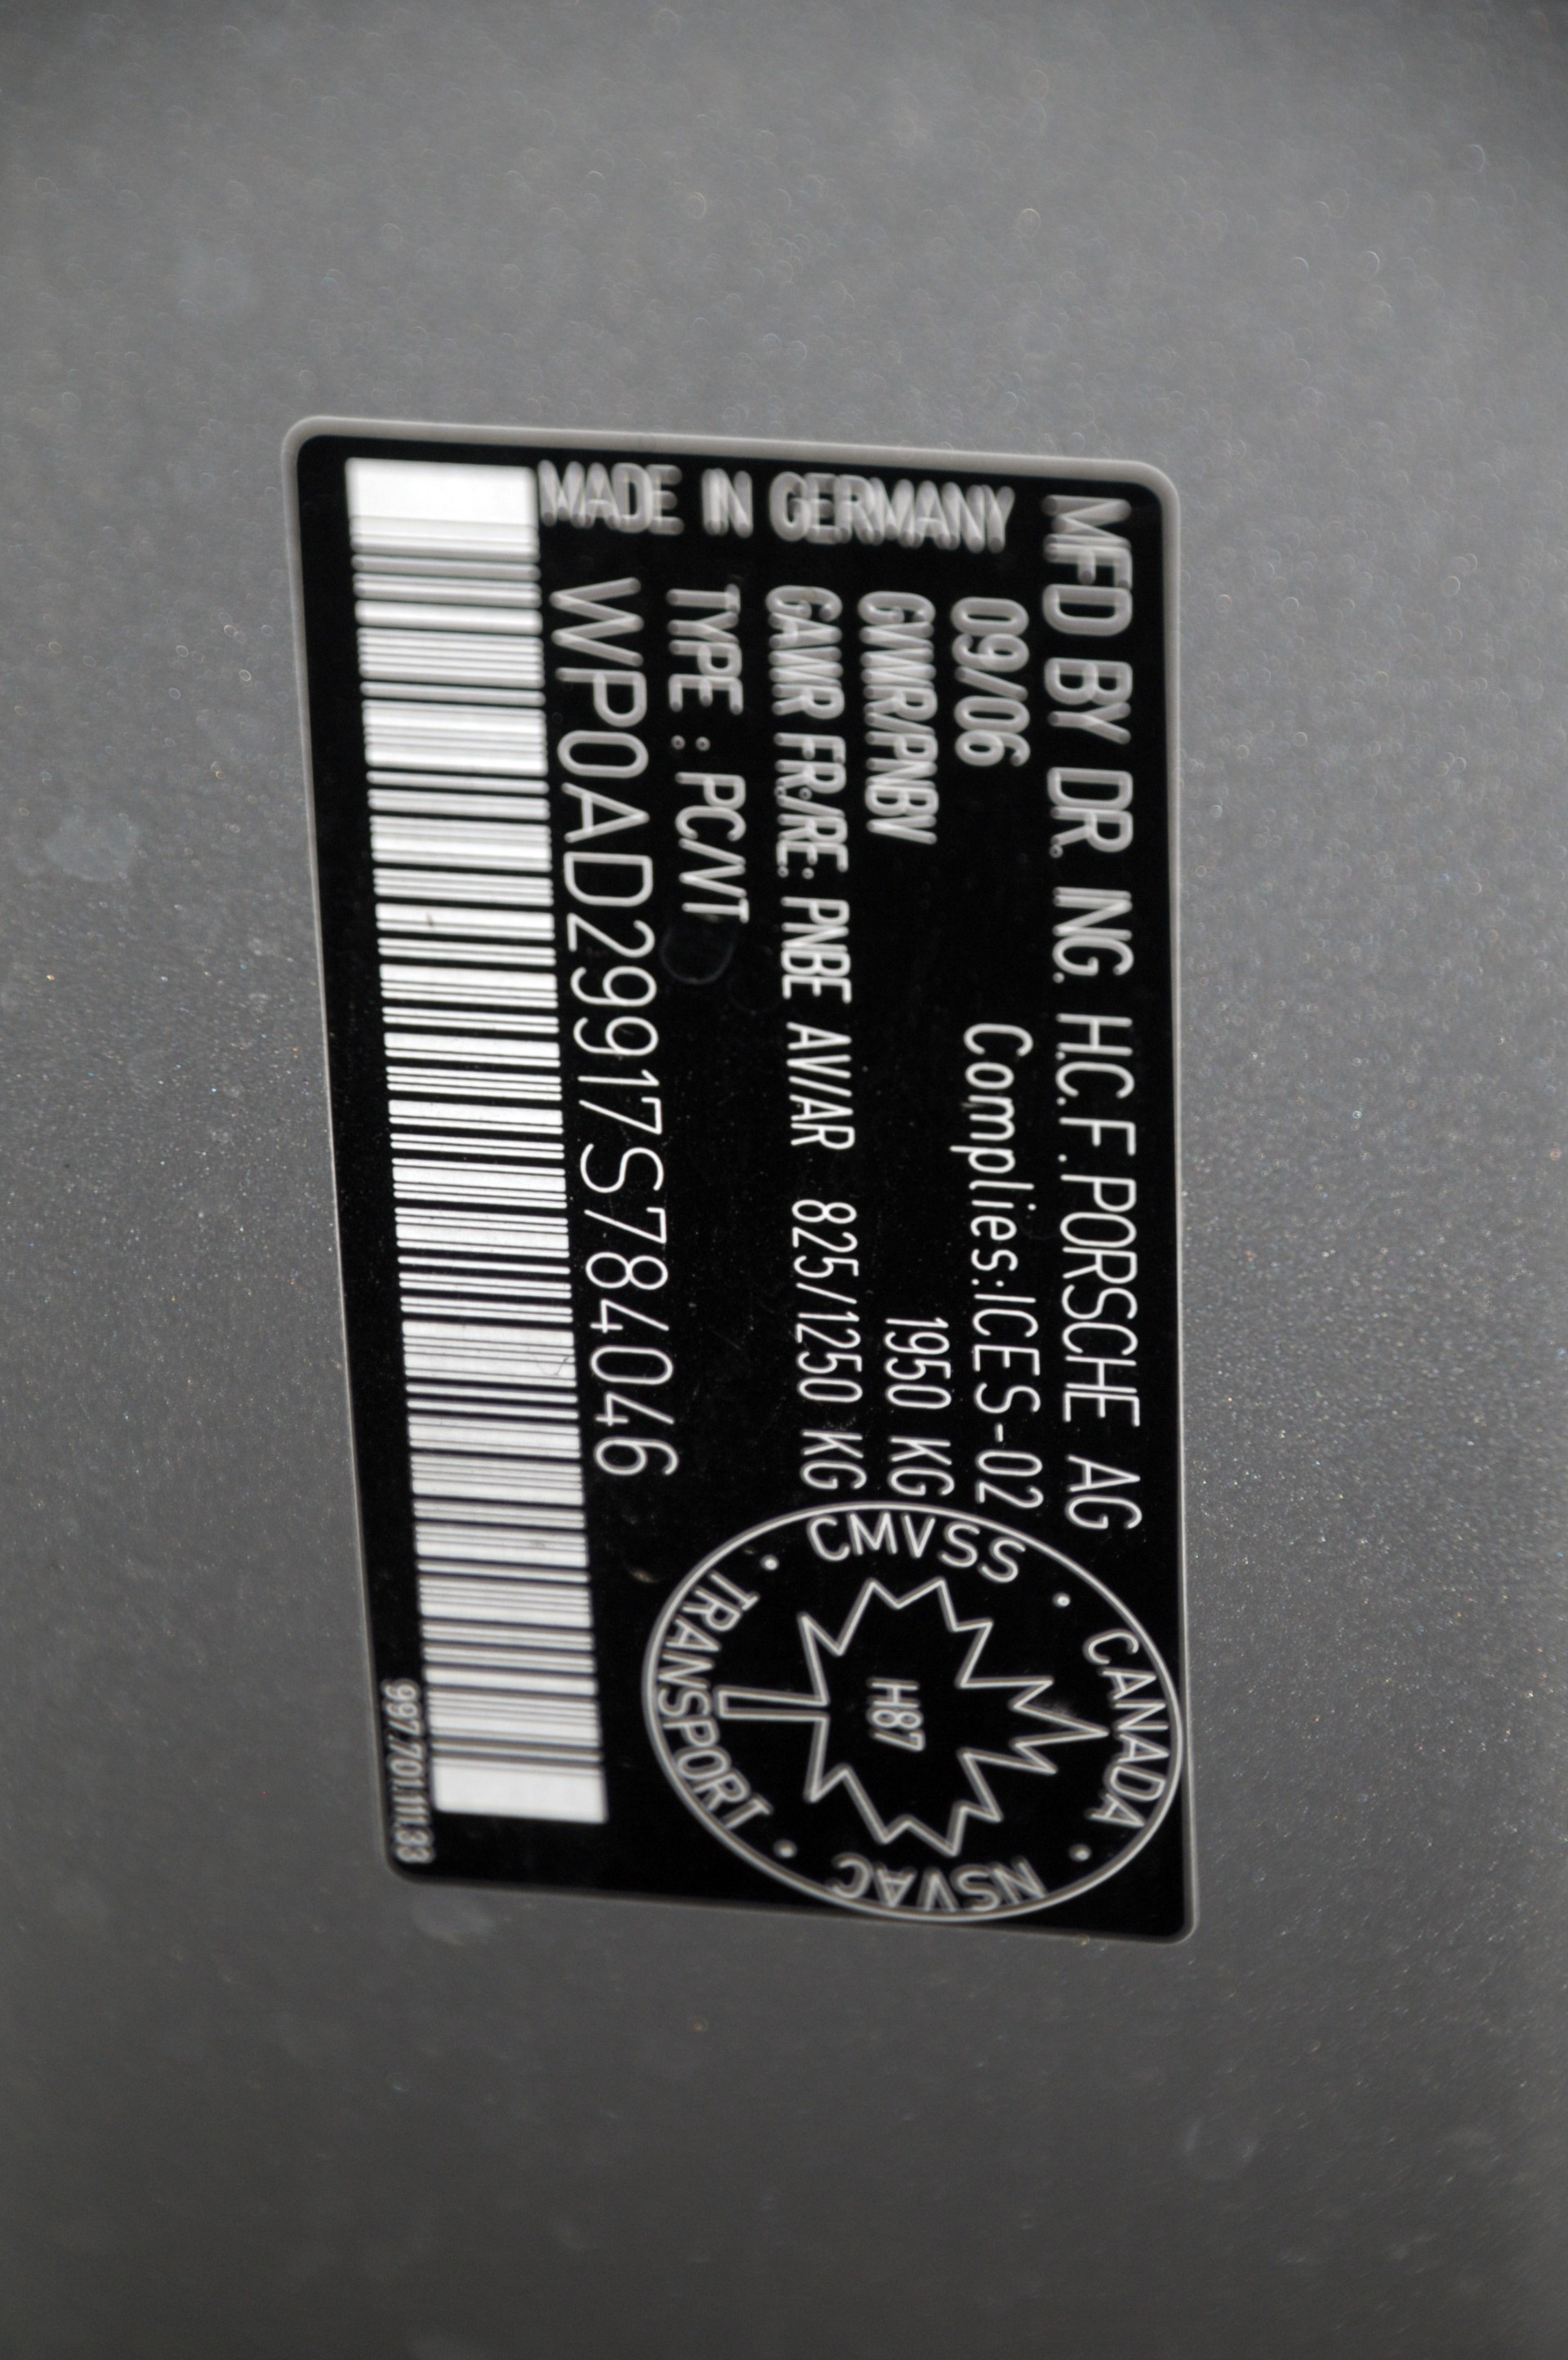 MFD BY DR. ING. H.C.F.PORSCHE AG
09/06 Complies:ICES-02
GWR/PNBV 1950 KG
GAWR FR./RE: PNBE AV/AR 825/1250 KG
TYPE : PC/VT
WP0AD29917S784046
MADE IN GERMANY
CANADA · NSVAC · TRANSPORT · CMVSS ·
H87
997.701.111.33